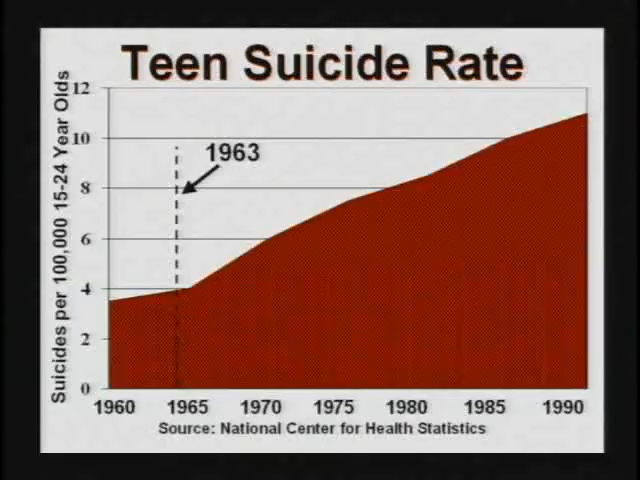 Teen Suicide Rate
Suicides per 100,000 15-24 Year Olds
12
10
8
6
4
2
0
1963
1960 1965 1970 1975 1980 1985 1990
Source: National Center for Health Statistics